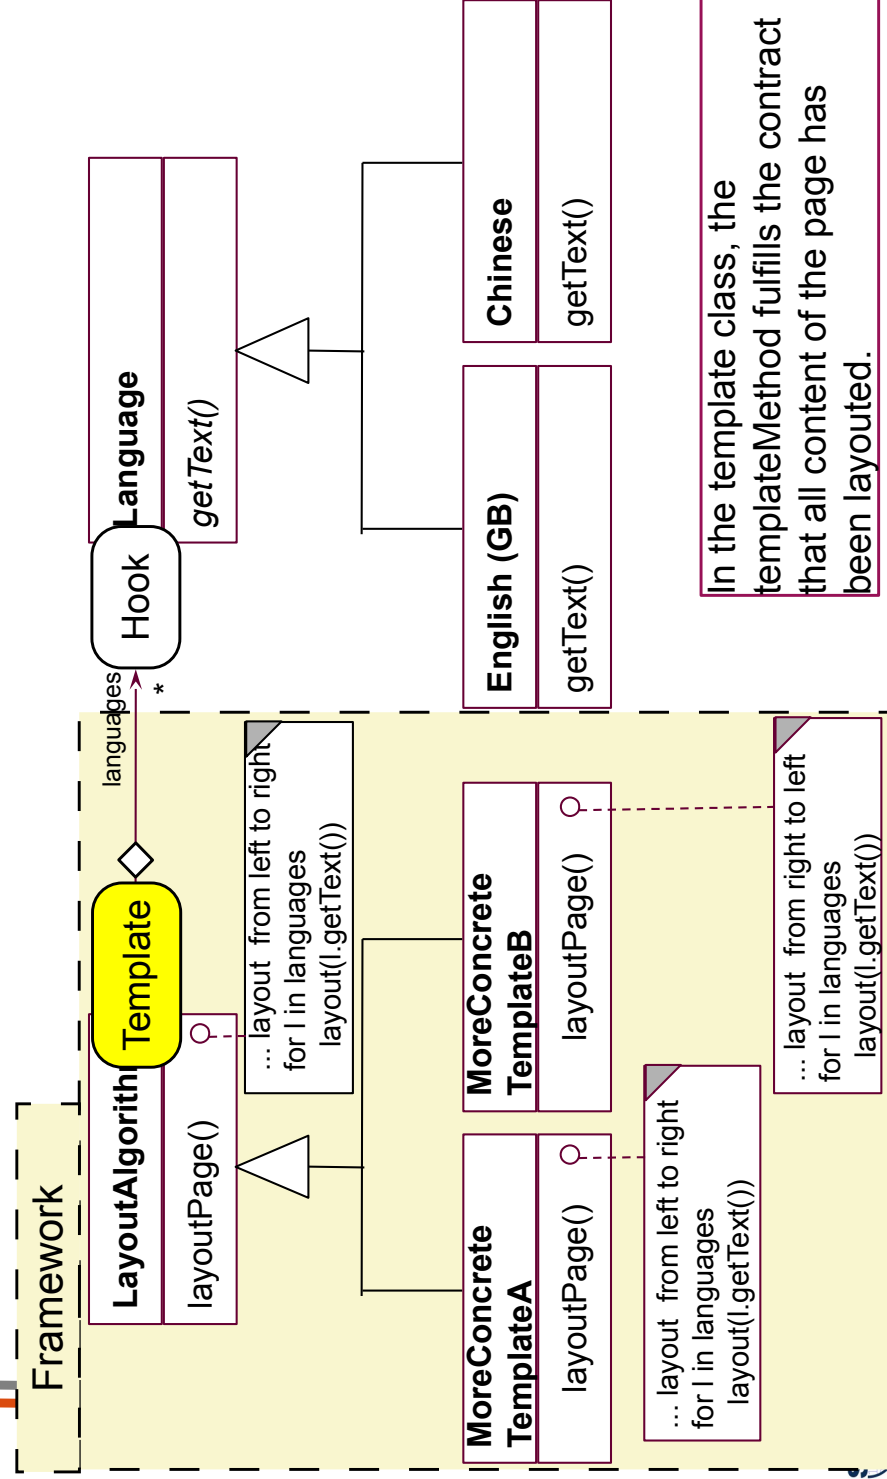 Framework
LayoutAlgorith
Template
layoutPage()
... layout  from left to right
for l in languages
layout(l.getText())
languages
*
Hook
Language
getText()
MoreConcrete
TemplateA
layoutPage()
... layout  from left to right
for l in languages
layout(l.getText())
MoreConcrete
TemplateB
layoutPage()
... layout  from right to left
for l in languages
layout(l.getText())
English (GB)
getText()
Chinese
getText()
In the template class, the
templateMethod fulfills the contract
that all content of the page has
been layouted.